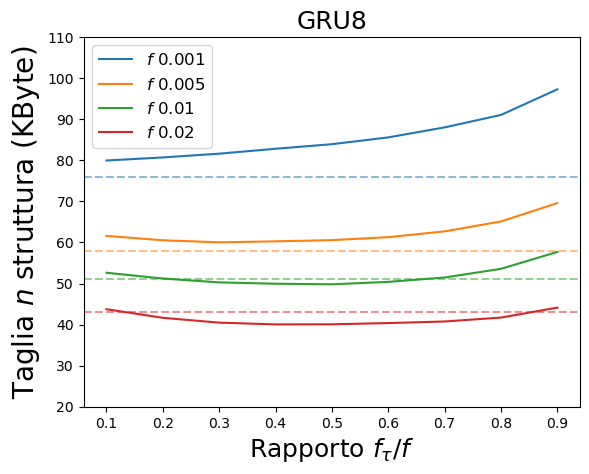 GRU8
Taglia n struttura (KByte)
110
100
90
80
70
60
50
40
30
20
f 0.001
f 0.005
f 0.01
f 0.02
0.1 0.2 0.3 0.4 0.5 0.6 0.7 0.8 0.9
Rapporto fτ/f